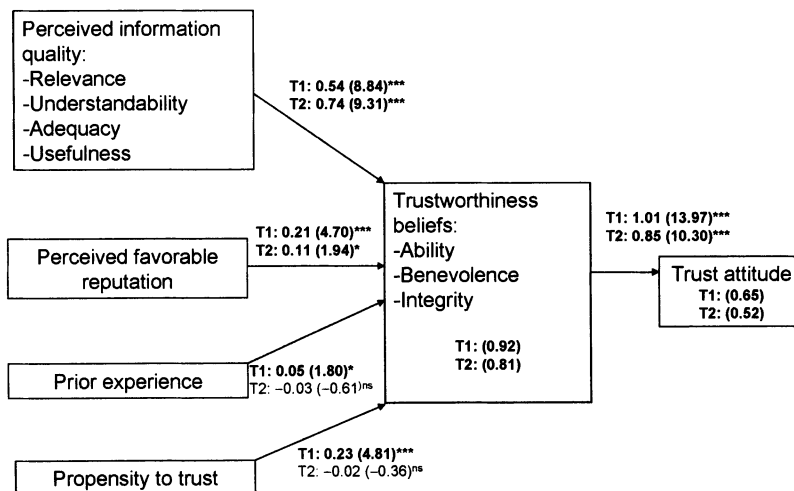 Perceived information
quality:
-Relevance
-Understandability
-Adequacy
-Usefulness
T1: 0.54 (8.84)***
T2: 0.74 (9.31)***
Perceived favorable
reputation
T1: 0.21 (4.70)***
T2: 0.11 (1.94)*
Prior experience
T1: 0.05 (1.80)*
T2: –0.03 (–0.61)ns
Propensity to trust
T1: 0.23 (4.81)***
T2: –0.02 (–0.36)ns
Trustworthiness
beliefs:
-Ability
-Benevolence
-Integrity
T1: (0.92)
T2: (0.81)
T1: 1.01 (13.97)***
T2: 0.85 (10.30)***
Trust attitude
T1: (0.65)
T2: (0.52)